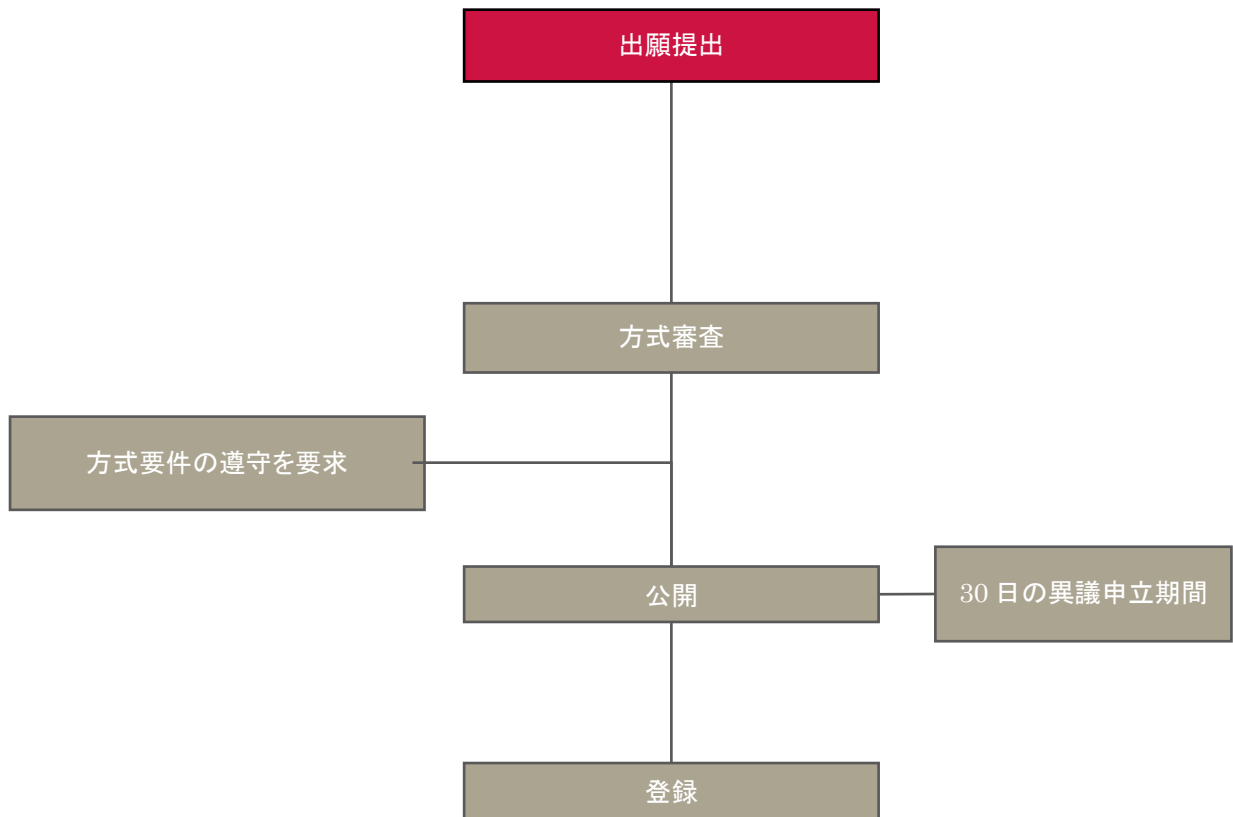 出願提出
方式審査
方式要件の遵守を要求
公開
30 日の異議申立期間
登録